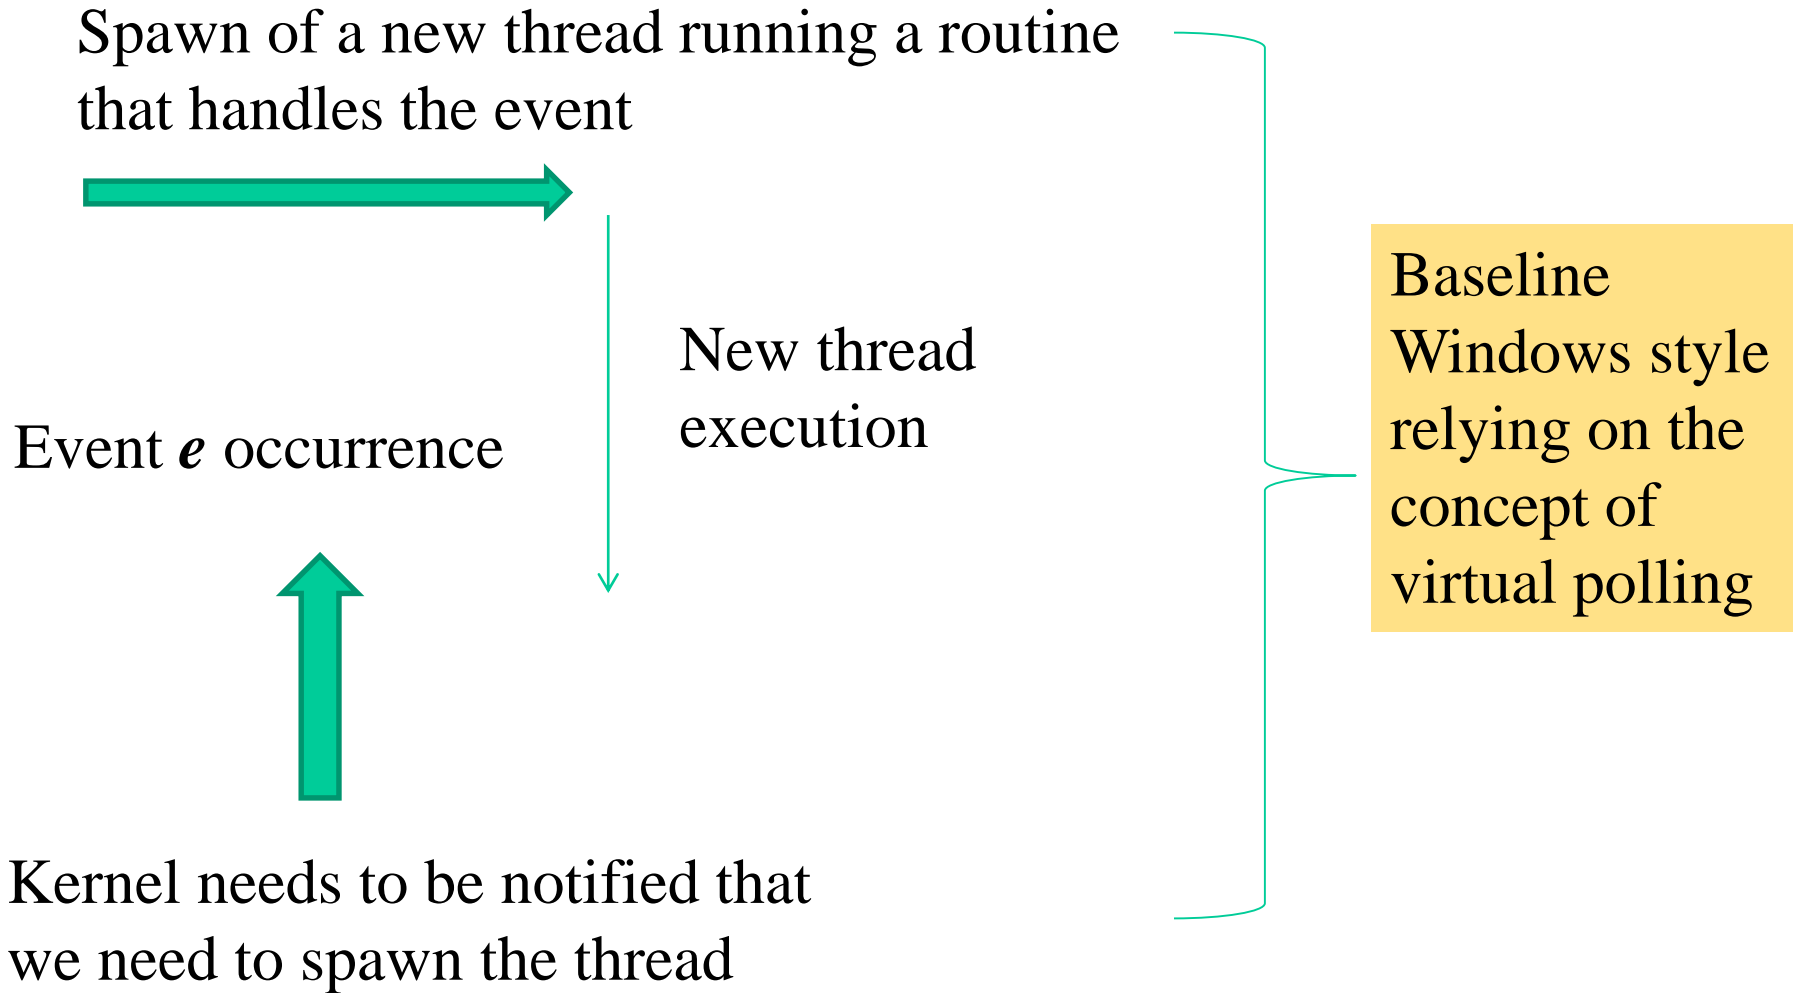 Spawn of a new thread running a routine
that handles the event
New thread
execution
Event e occurrence
Kernel needs to be notified that
we need to spawn the thread
Baseline
Windows style
relying on the
concept of
virtual polling